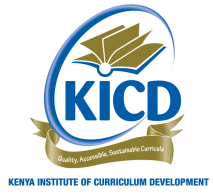 KICD
Quality, Accessible, Sustainable Curricula
KENYA INSTITUTE OF CURRICULUM DEVELOPMENT